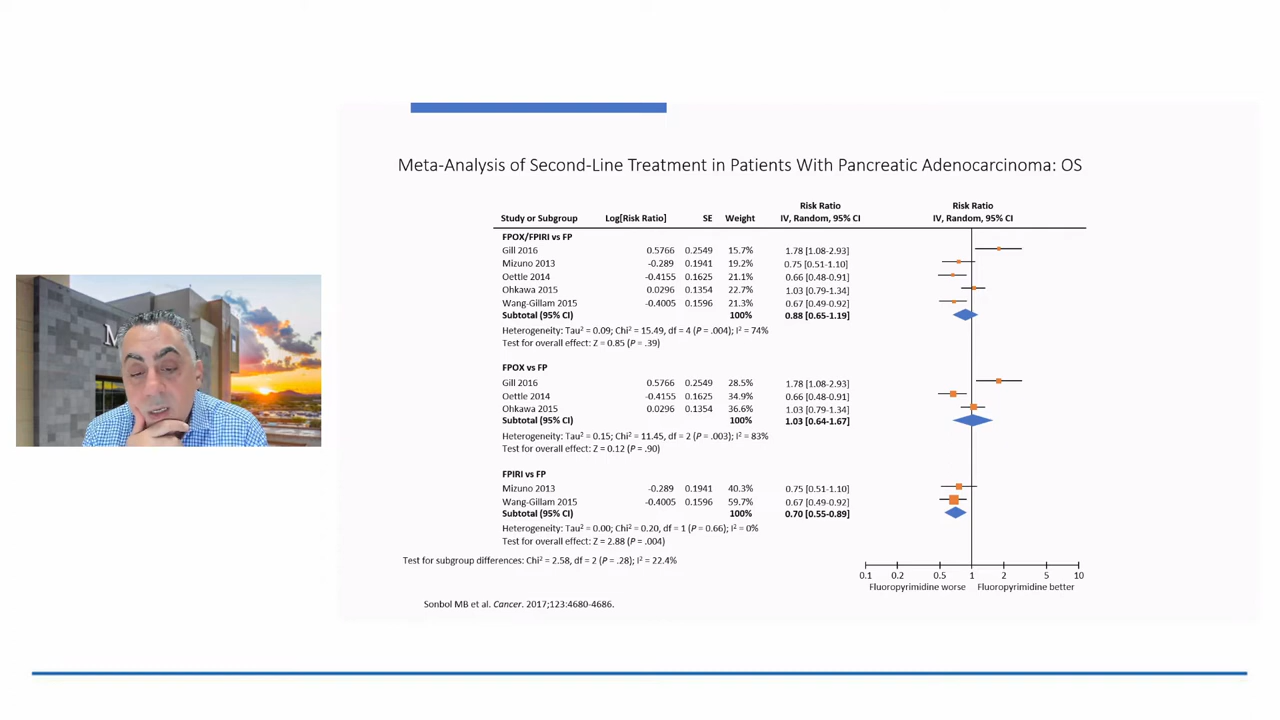 Meta-Analysis of Second-Line Treatment in Patients With Pancreatic Adenocarcinoma: OS
Risk Ratio Risk Ratio
Study or Subgroup Log[Risk Ratio] SE Weight IV, Random, 95% CI IV, Random, 95% CI
FPOX/FPIRI vs FP
Gill 2016 0.5766 0.2549 15.7% 1.78 [1.08-2.93]
Mizuno 2013 -0.289 0.1941 19.2% 0.75 [0.51-1.10]
Oettle 2014 -0.4155 0.1625 21.1% 0.66 [0.48-0.91]
Ohkawa 2015 0.0296 0.1354 22.7% 1.03 [0.79-1.34]
Wang-Gillam 2015 -0.4005 0.1596 21.3% 0.67 [0.49-0.92]
Subtotal (95% CI) 100% 0.88 [0.65-1.19]
Heterogeneity: Tau² = 0.09; Chi² = 15.49, df = 4 (P = .004); I² = 74%
Test for overall effect: Z = 0.85 (P = .39)
FPOX vs FP
Gill 2016 0.5766 0.2549 28.5% 1.78 [1.08-2.93]
Oettle 2014 -0.4155 0.1625 34.9% 0.66 [0.48-0.91]
Ohkawa 2015 0.0296 0.1354 36.6% 1.03 [0.79-1.34]
Subtotal (95% CI) 100% 1.03 [0.64-1.67]
Heterogeneity: Tau² = 0.15; Chi² = 11.45, df = 2 (P = .003); I² = 83%
Test for overall effect: Z = 0.12 (P = .90)
FPIRI vs FP
Mizuno 2013 -0.289 0.1941 40.3% 0.75 [0.51-1.10]
Wang-Gillam 2015 -0.4005 0.1596 59.7% 0.67 [0.49-0.92]
Subtotal (95% CI) 100% 0.70 [0.55-0.89]
Heterogeneity: Tau² = 0.00; Chi² = 0.20, df = 1 (P = 0.66); I² = 0%
Test for overall effect: Z = 2.88 (P = .004)
Test for subgroup differences: Chi² = 2.58, df = 2 (P = .28); I² = 22.4%
0.1 0.2 0.5 1 2 5 10
Fluoropyrimidine worse Fluoropyrimidine better
Sonbol MB et al. Cancer. 2017;123:4680-4686.